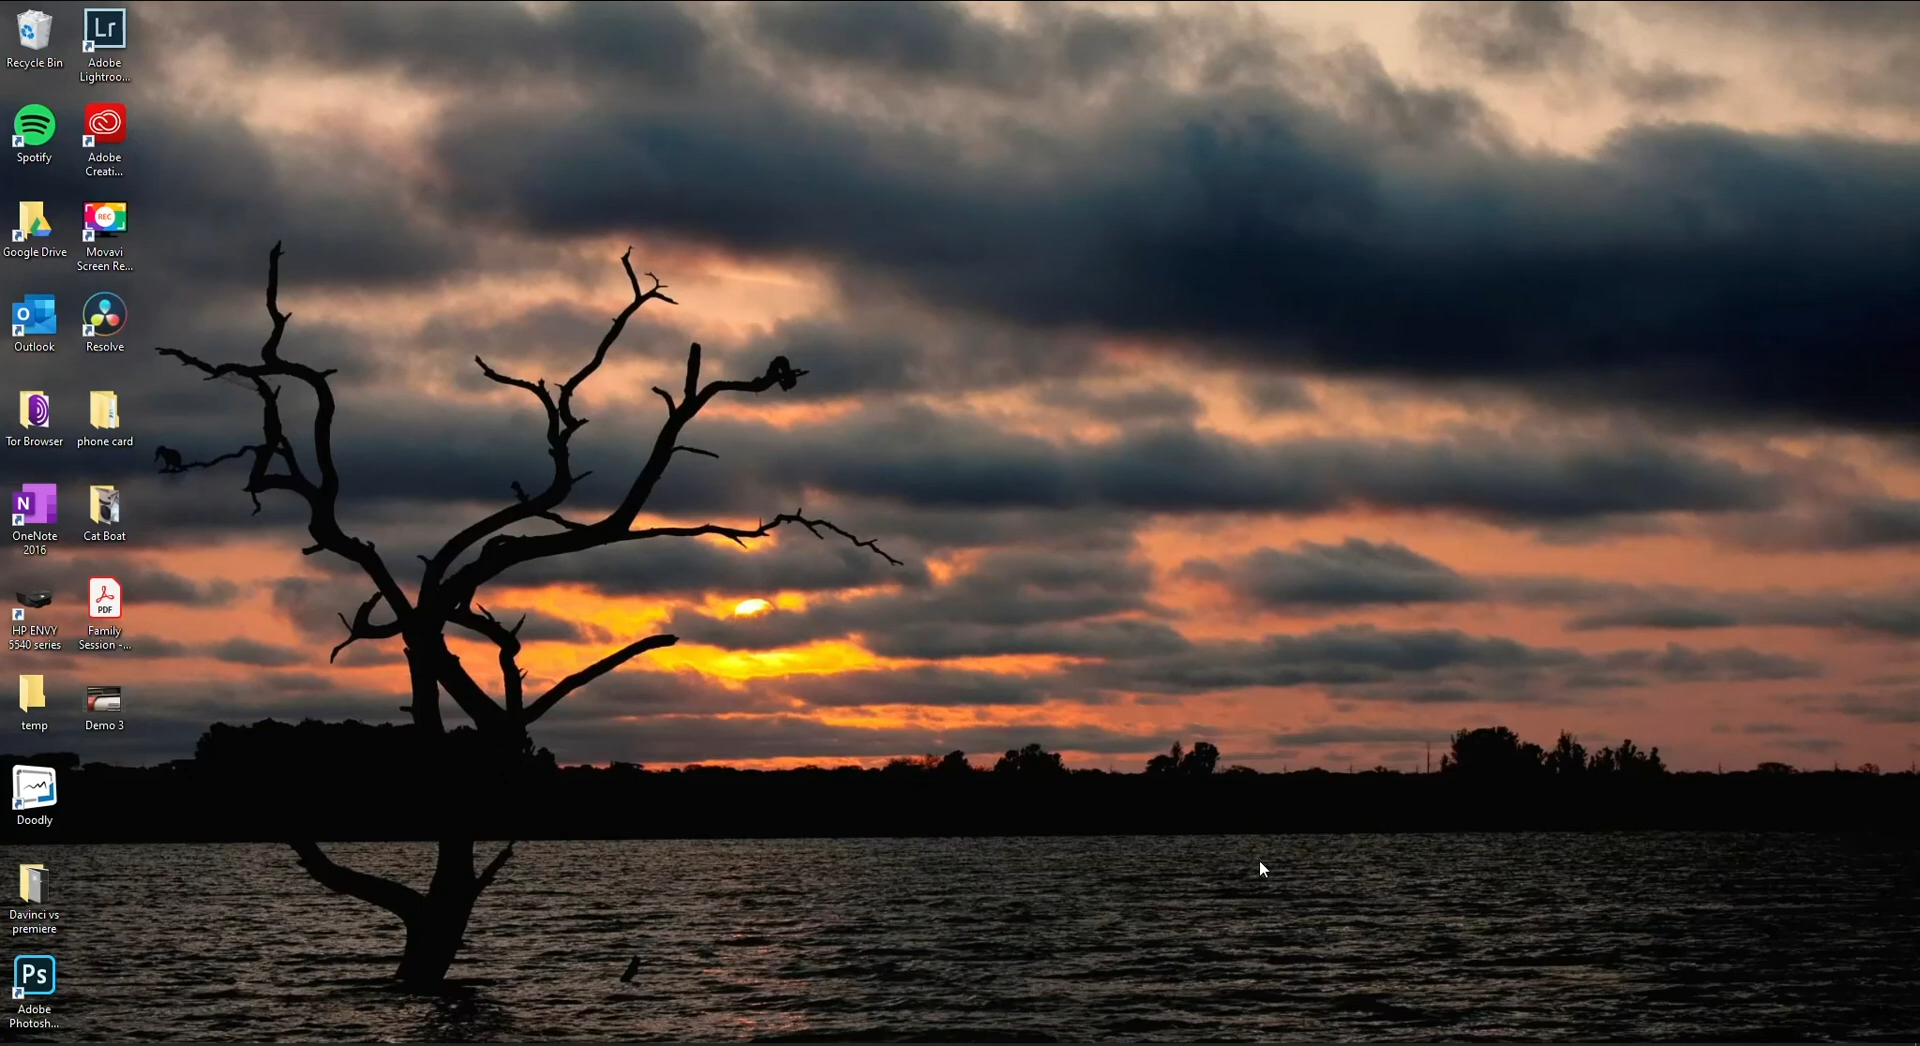 Recycle Bin
Lr
Adobe
Lightroo...
Spotify
Adobe
Creati...
Google Drive
REC
Movavi
Screen Re...
O
Outlook
Resolve
Tor Browser
phone card
N
OneNote
2016
Cat Boat
HP ENVY
5540 series
PDF
Family
Session -...
temp
Demo 3
Doodly
Davinci vs
premiere
Ps
Adobe
Photosh...